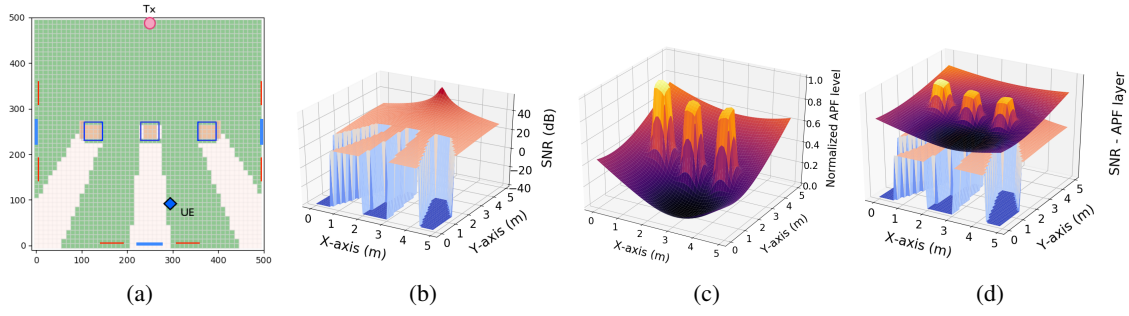 Tx
500
400
300
200
100
0
0 100 200 300 400 500
UE
(a)
40
20
0
−20
−40
SNR (dB)
0 1 2 3 4 5
X-axis (m)
0 1 2 3 4 5
Y-axis (m)
(b)
1.0
0.8
0.6
0.4
0.2
0.0
Normalized APF level
0 1 2 3 4 5
X-axis (m)
0 1 2 3 4 5
Y-axis (m)
(c)
SNR - APF layer
0 1 2 3 4 5
X-axis (m)
0 1 2 3 4 5
Y-axis (m)
(d)